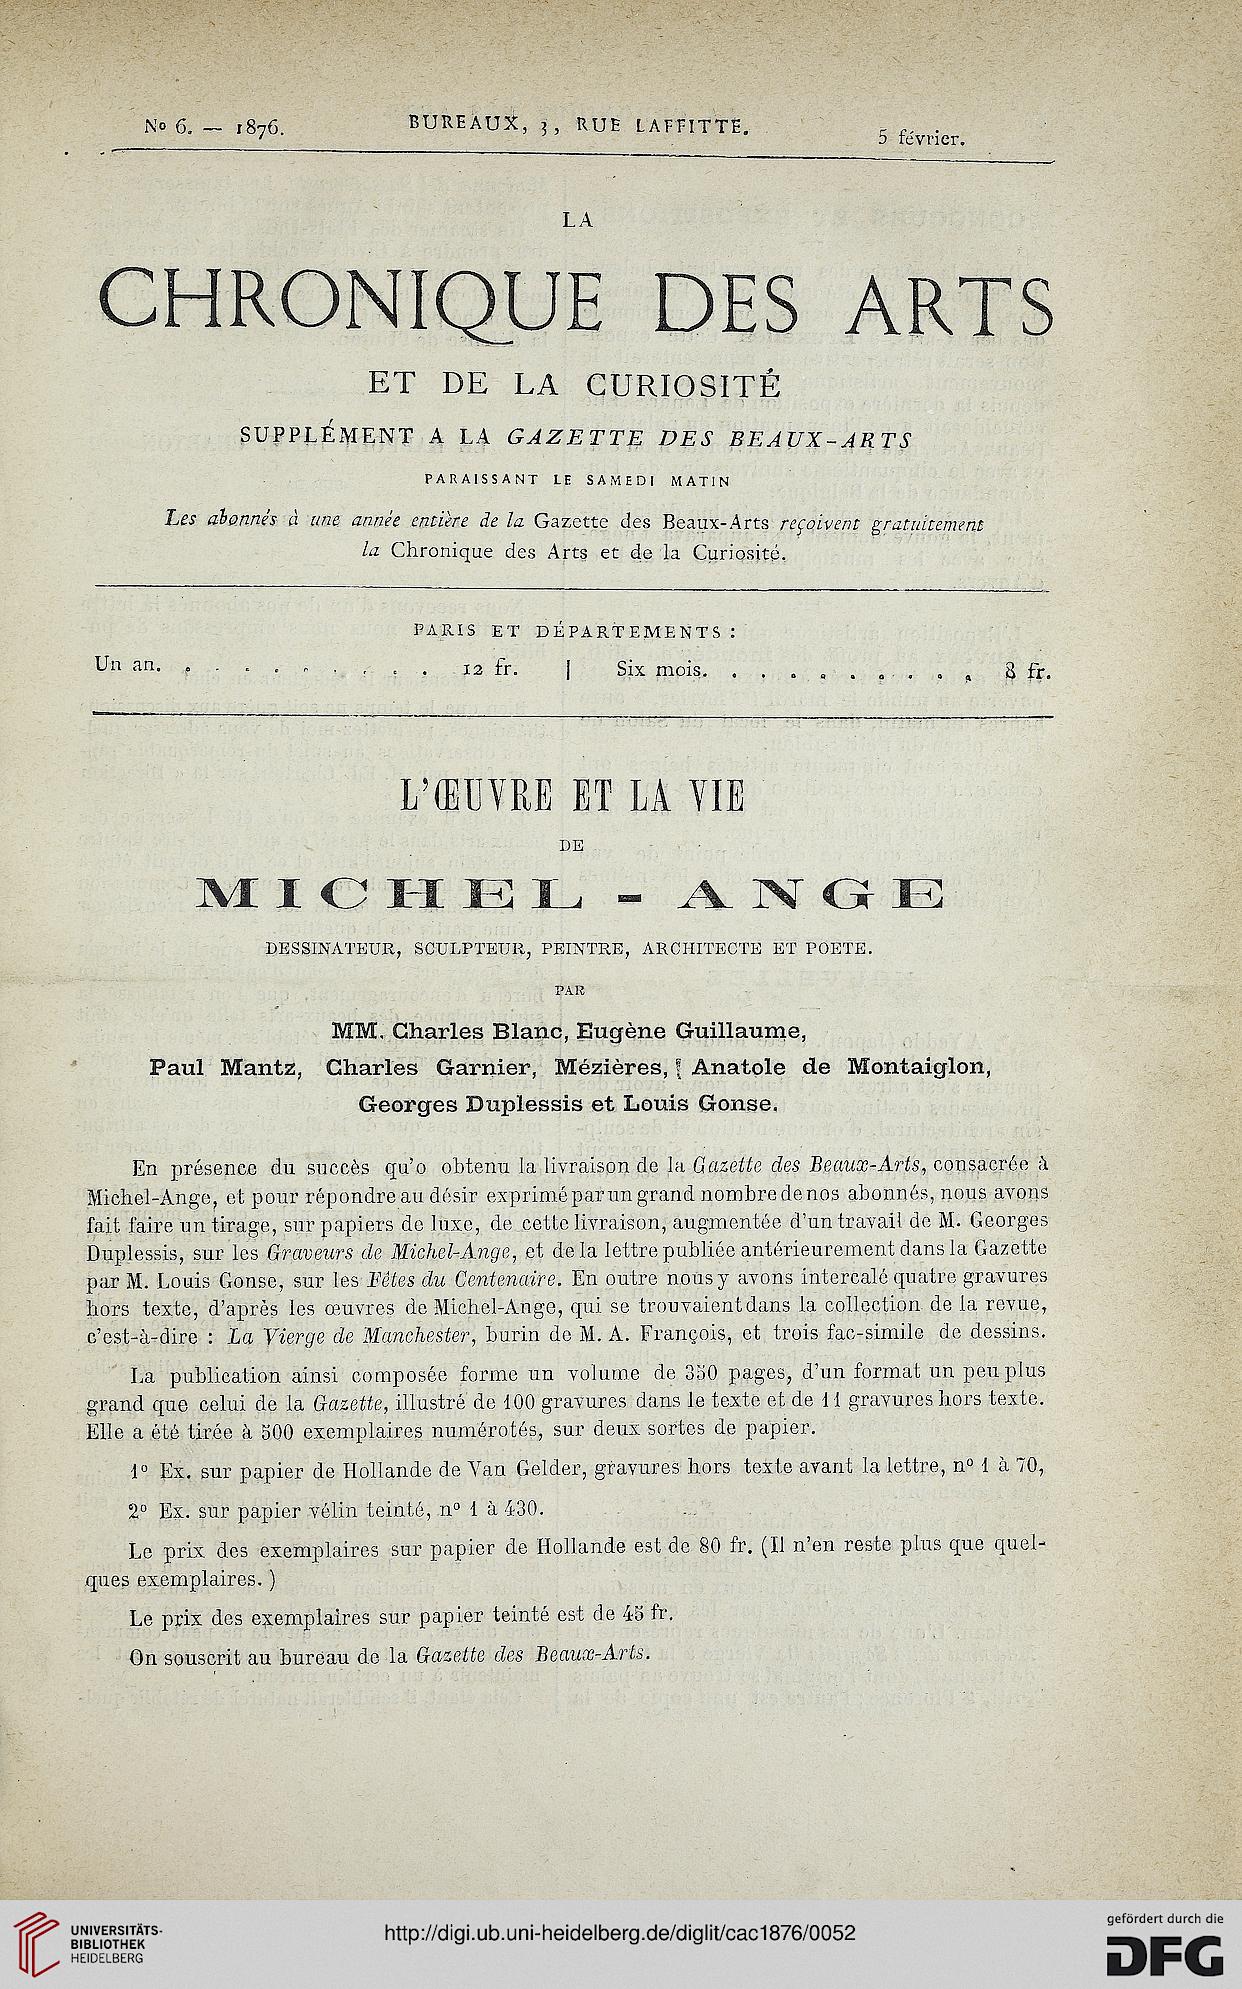 No 6. — 1876.
BUREAUX, 3, RUE LAFFITTE.
5 février.
LA
CHRONIQUE DES ARTS
ET DE LA CURIOSITÉ
SUPPLÉMENT A LA GAZETTE DES BEAUX-ARTS
PARAISSANT LE SAMEDI MATIN
Les abonnés à une année entière de la Gazette des Beaux-Arts reçoivent gratuitement
la Chronique des Arts et de la Curiosité.
PARIS ET DÉPARTEMENTS :
Un an. . . . . . . . . . 12 fr. | Six mois. . . . . . . . . . 8 fr.
L'ŒUVRE ET LA VIE
DE
MICHEL-ANGE
DESSINATEUR, SCULPTEUR, PEINTRE, ARCHITECTE ET POETE.
PAR
MM. Charles Blanc, Eugène Guillaume,
Paul Mantz, Charles Garnier, Mézières, Anatole de Montaiglon,
Georges Duplessis et Louis Gonse.
En présence du succès qu'o obtenu la livraison de la Gazette des Beaux-Arts, consacrée à
Michel-Ange, et pour répondre au désir exprimé par un grand nombre de nos abonnés, nous avons
fait faire un tirage, sur papiers de luxe, de cette livraison, augmentée d'un travail de M. Georges
Duplessis, sur les Graveurs de Michel-Ange, et de la lettre publiée antérieurement dans la Gazette
par M. Louis Gonse, sur les Fêtes du Centenaire. En outre nous y avons intercalé quatre gravures
hors texte, d'après les œuvres de Michel-Ange, qui se trouvaient dans la collection de la revue,
c'est-à-dire : La Vierge de Manchester, burin de M. A. François, et trois fac-simile de dessins.
La publication ainsi composée forme un volume de 350 pages, d'un format un peu plus
grand que celui de la Gazette, illustré de 100 gravures dans le texte et de 11 gravures hors texte.
Elle a été tirée à 500 exemplaires numérotés, sur deux sortes de papier.
1° Ex. sur papier de Hollande de Van Gelder, gravures hors texte avant la lettre, n° 1 à 70,
2° Ex. sur papier vélin teinté, n° 1 à 430.
Le prix des exemplaires sur papier de Hollande est de 80 fr. (Il n'en reste plus que quel-
ques exemplaires.)
Le prix des exemplaires sur papier teinté est de 45 fr.
On souscrit au bureau de la Gazette des Beaux-Arts.
UNIVERSITÄTS-
BIBLIOTHEK
HEIDELBERG
http://digi.ub.uni-heidelberg.de/diglit/cac1876/0052
gefördert durch die
DFG